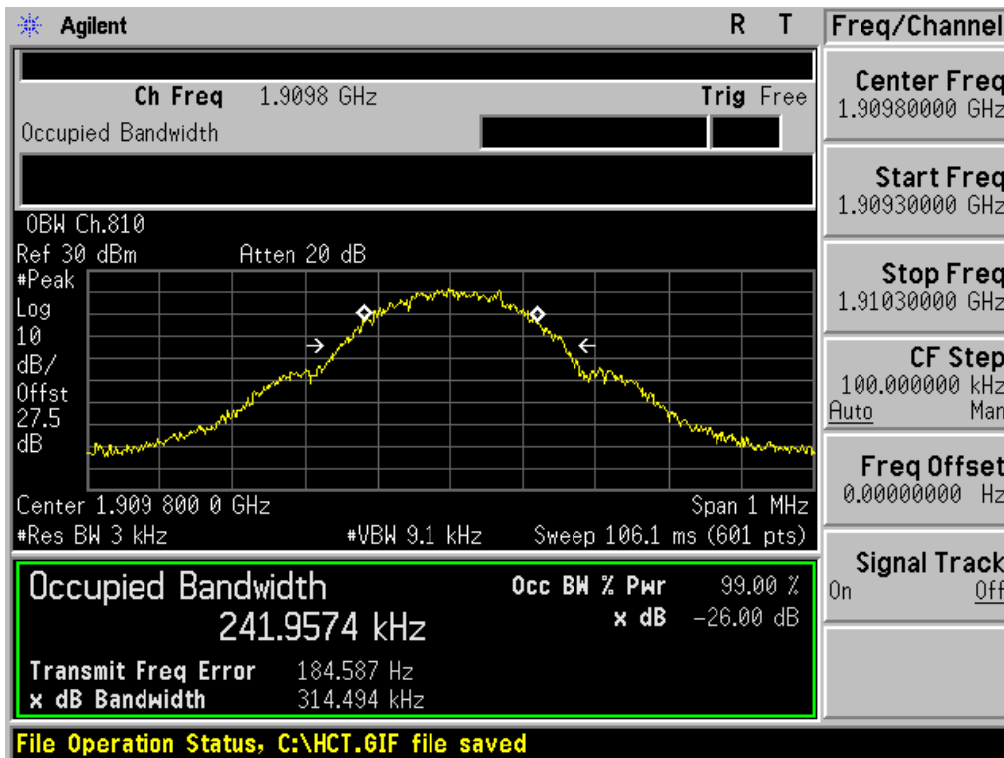 Agilent R T
Ch Freq 1.9098 GHz Trig Free
Occupied Bandwidth
OBW Ch.810
Ref 30 dBm Atten 20 dB
#Peak
Log
10
dB/
Offst
27.5
dB
Center 1.909 800 0 GHz Span 1 MHz
#Res BW 3 kHz #VBW 9.1 kHz Sweep 106.1 ms (601 pts)
Occupied Bandwidth Occ BW % Pwr 99.00 %
241.9574 kHz x dB -26.00 dB
Transmit Freq Error 184.587 Hz
x dB Bandwidth 314.494 kHz
File Operation Status, C:\HCT.GIF file saved
Freq/Channel
Center Freq
1.90980000 GHz
Start Freq
1.90930000 GHz
Stop Freq
1.91030000 GHz
CF Step
100.000000 kHz
Auto Man
Freq Offset
0.00000000 Hz
Signal Track
On Off